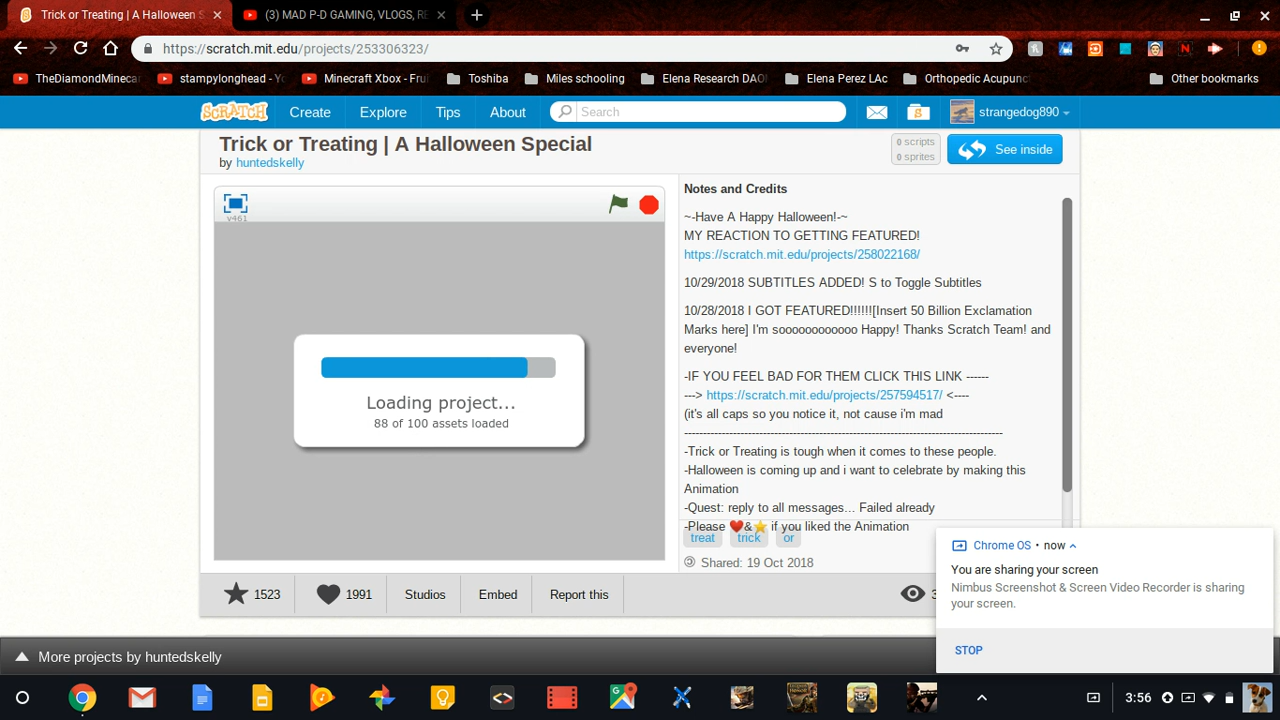 Trick or Treating | A Halloween S
(3) MAD P-D GAMING, VLOGS, RE
https://scratch.mit.edu/projects/253306323/
TheDiamondMinecar
stampylonghead - Yo
Minecraft Xbox - Frui
Toshiba
Miles schooling
Elena Research DAO
Elena Perez LAc
Orthopedic Acupunc
Other bookmarks
SCRATCH
Create
Explore
Tips
About
Search
strangedog890
Trick or Treating | A Halloween Special
by huntedskelly
0 scripts
0 sprites
See inside
v461
Loading project...
88 of 100 assets loaded
Notes and Credits
~-Have A Happy Halloween!-~
MY REACTION TO GETTING FEATURED!
https://scratch.mit.edu/projects/258022168/
10/29/2018 SUBTITLES ADDED! S to Toggle Subtitles
10/28/2018 I GOT FEATURED!!!!!![Insert 50 Billion Exclamation
Marks here] I'm soooooooooooo Happy! Thanks Scratch Team! and
everyone!
-IF YOU FEEL BAD FOR THEM CLICK THIS LINK ------
---> https://scratch.mit.edu/projects/257594517/ <----
(it's all caps so you notice it, not cause i'm mad
--------------------------------------------------------------------------------
-Trick or Treating is tough when it comes to these people.
-Halloween is coming up and i want to celebrate by making this
Animation
-Quest: reply to all messages... Failed already
-Please ❤️&⭐ if you liked the Animation
treat trick or
Shared: 19 Oct 2018
1523
1991
Studios
Embed
Report this
3
Chrome OS • now
You are sharing your screen
Nimbus Screenshot & Screen Video Recorder is sharing
your screen.
STOP
More projects by huntedskelly
3:56